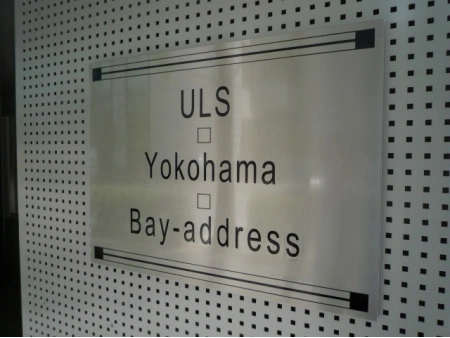 ULS
□
Yokohama
□
Bay-address